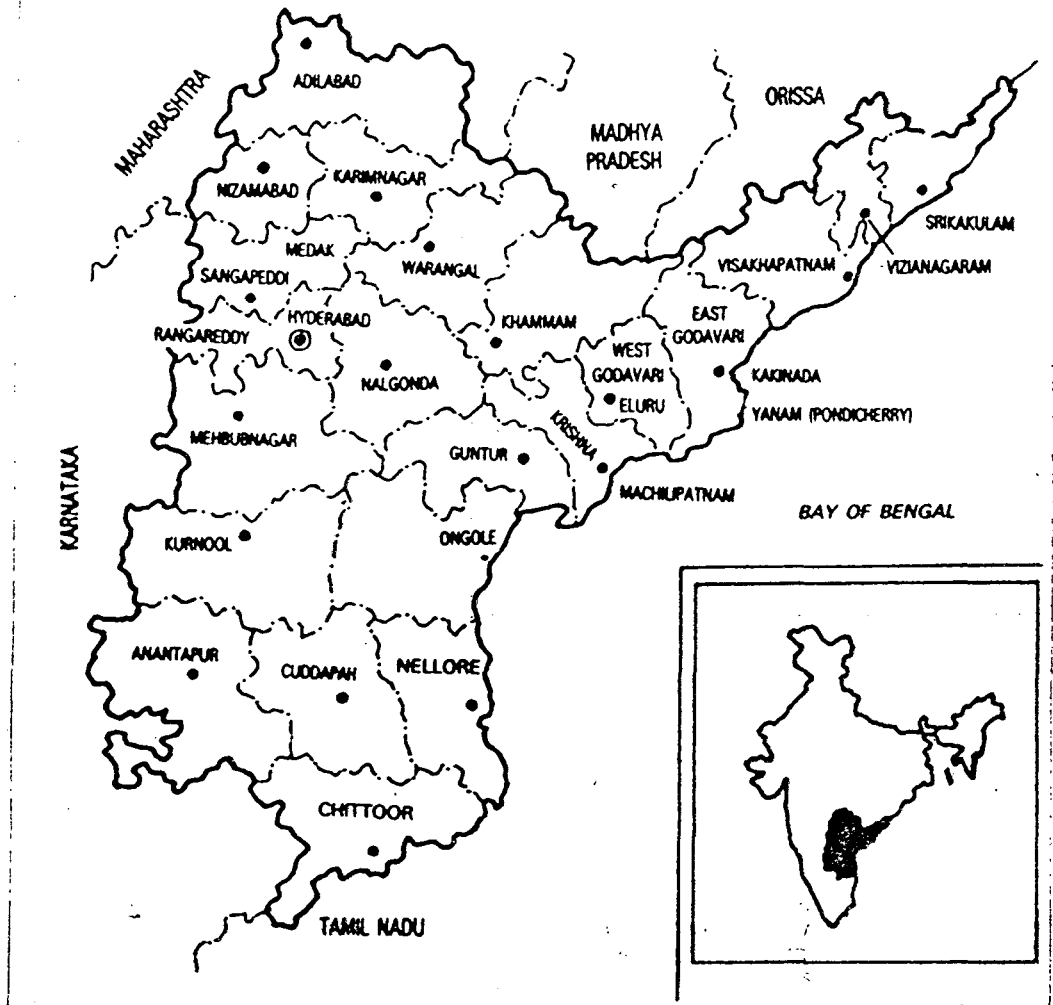 ADILABAD
MAHARASHTRA
ORISSA
MADHYA
PRADESH
NIZAMABAD
KARIMNAGAR
SRIKAKULAM
MEDAK
WARANGAL
VISAKHAPATNAM
VIZIANAGARAM
SANGAPEDDI
HYDERABAD
RANGAREDDY
KHAMMAM
EAST
GODAVARI
WEST
GODAVARI
NALGONDA
KAKINADA
ELURU
YANAM (PONDICHERRY)
MEHBUBNAGAR
KRISHNA
GUNTUR
MACHILIPATNAM
KARNATAKA
BAY OF BENGAL
KURNOOL
ONGOLE
ANANTAPUR
CUDDAPAH
NELLORE
CHITTOOR
TAMIL NADU